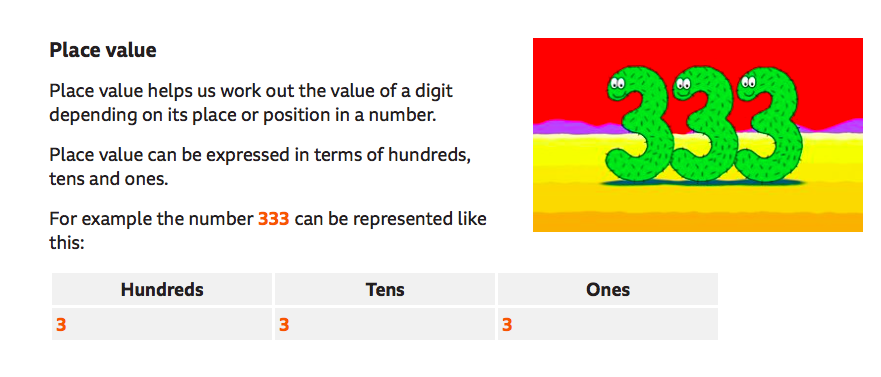 Place value
Place value helps us work out the value of a digit
depending on its place or position in a number.
Place value can be expressed in terms of hundreds,
tens and ones.
For example the number 333 can be represented like
this:
333
Hundreds Tens Ones
3 3 3